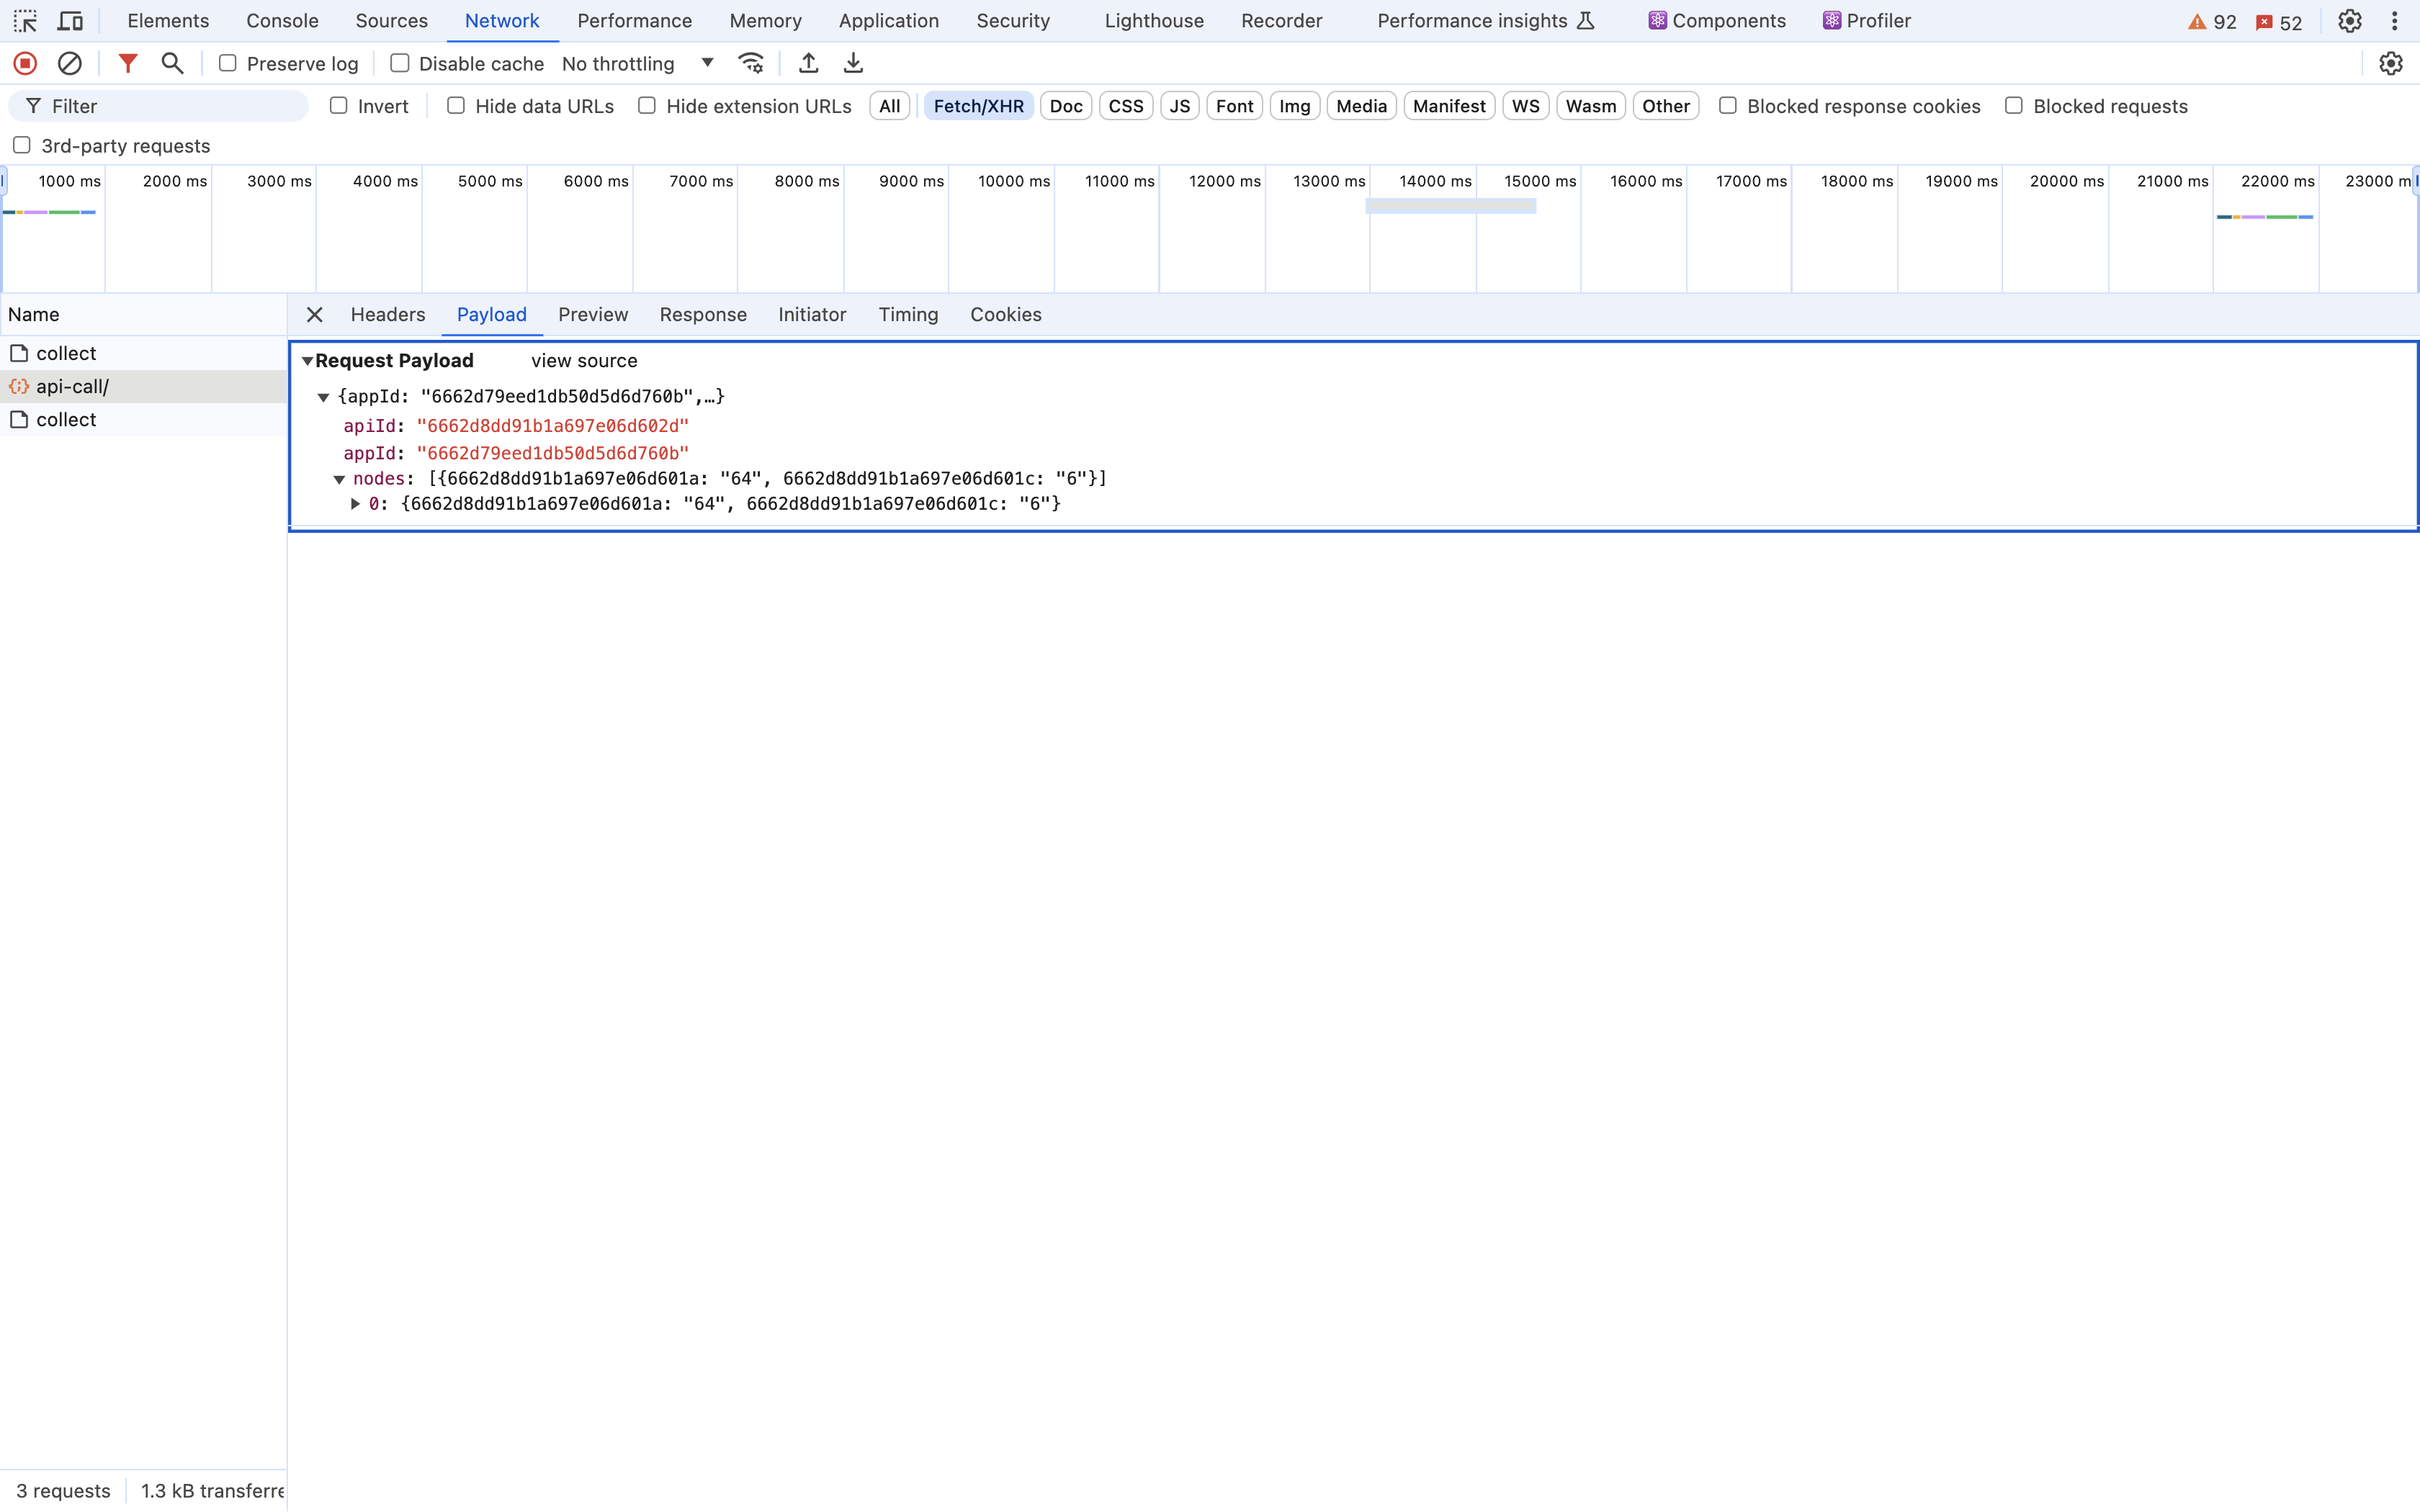 Elements Console Sources Network Performance Memory Application Security Lighthouse Recorder Performance insights Components Profiler 92 52
Preserve log Disable cache No throttling
Filter Invert Hide data URLs Hide extension URLs All Fetch/XHR Doc CSS JS Font Img Media Manifest WS Wasm Other Blocked response cookies Blocked requests
3rd-party requests
1000 ms 2000 ms 3000 ms 4000 ms 5000 ms 6000 ms 7000 ms 8000 ms 9000 ms 10000 ms 11000 ms 12000 ms 13000 ms 14000 ms 15000 ms 16000 ms 17000 ms 18000 ms 19000 ms 20000 ms 21000 ms 22000 ms 23000 m
Name
collect
api-call/
collect
Headers Payload Preview Response Initiator Timing Cookies
Request Payload view source
{appId: "6662d79eed1db50d5d6d760b",…}
apiId: "6662d8dd91b1a697e06d602d"
appId: "6662d79eed1db50d5d6d760b"
nodes: [{6662d8dd91b1a697e06d601a: "64", 6662d8dd91b1a697e06d601c: "6"}]
0: {6662d8dd91b1a697e06d601a: "64", 6662d8dd91b1a697e06d601c: "6"}
3 requests 1.3 kB transferre